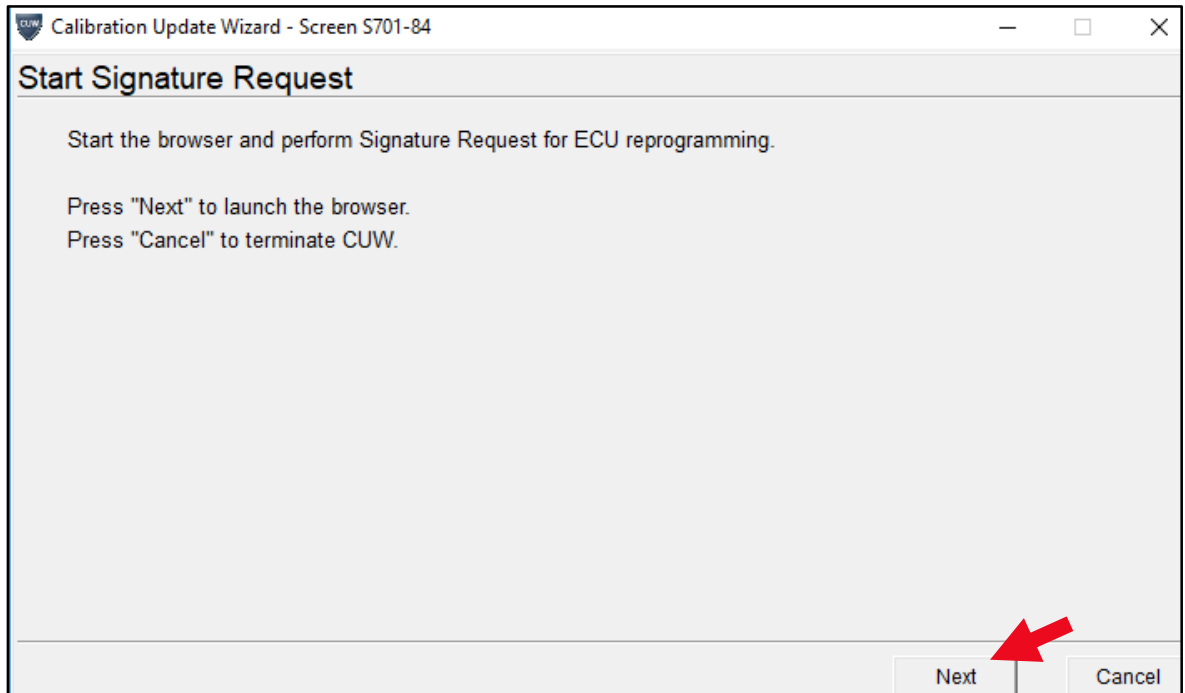 CUW Calibration Update Wizard - Screen S701-84
Start Signature Request
Start the browser and perform Signature Request for ECU reprogramming.
Press "Next" to launch the browser.
Press "Cancel" to terminate CUW.
Next Cancel